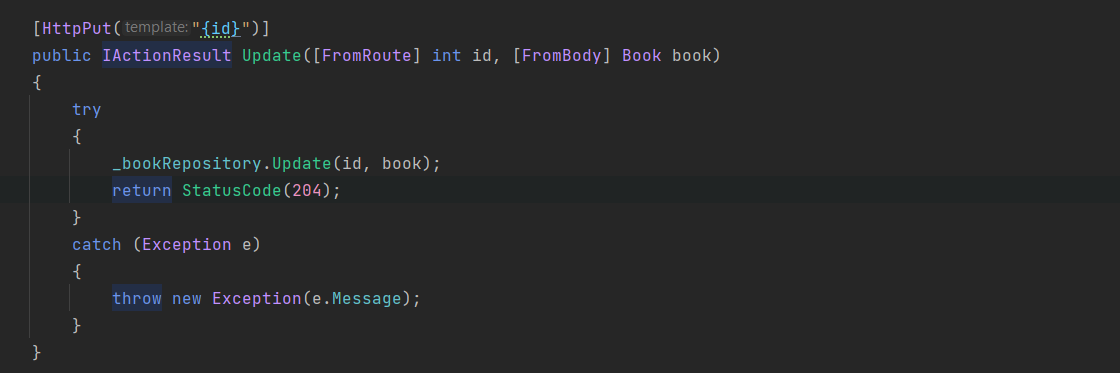 [HttpPut(template:"{id}")]
public IActionResult Update([FromRoute] int id, [FromBody] Book book)
{
try
{
_bookRepository.Update(id, book);
return StatusCode(204);
}
catch (Exception e)
{
throw new Exception(e.Message);
}
}